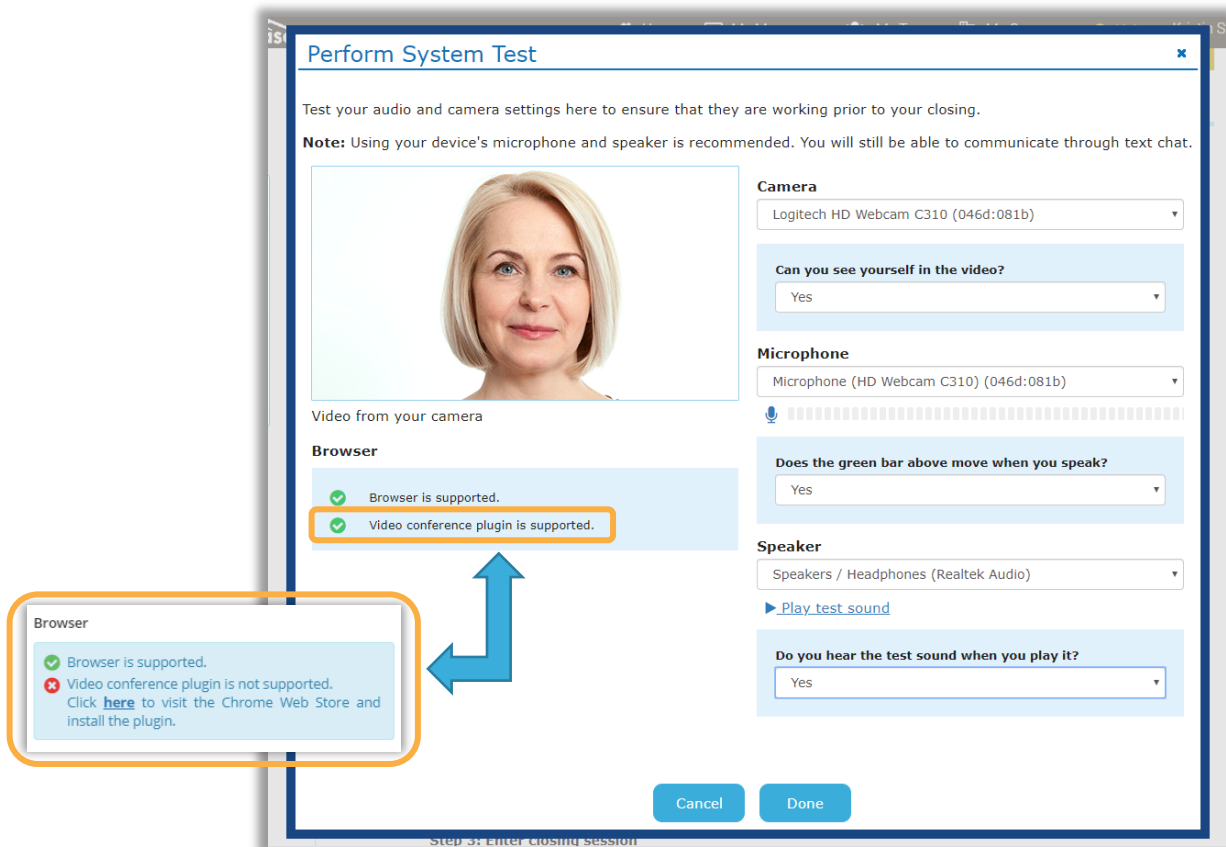 Perform System Test
Test your audio and camera settings here to ensure that they are working prior to your closing.
Note: Using your device's microphone and speaker is recommended. You will still be able to communicate through text chat.
Video from your camera
Browser
Browser is supported.
Video conference plugin is supported.
Camera
Logitech HD Webcam C310 (046d:081b)
Can you see yourself in the video?
Yes
Microphone
Microphone (HD Webcam C310) (046d:081b)
Does the green bar above move when you speak?
Yes
Speaker
Speakers / Headphones (Realtek Audio)
Play test sound
Do you hear the test sound when you play it?
Yes
Browser
Browser is supported.
Video conference plugin is not supported.
Click here to visit the Chrome Web Store and
install the plugin.
Cancel
Done
Step 3: Enter closing session